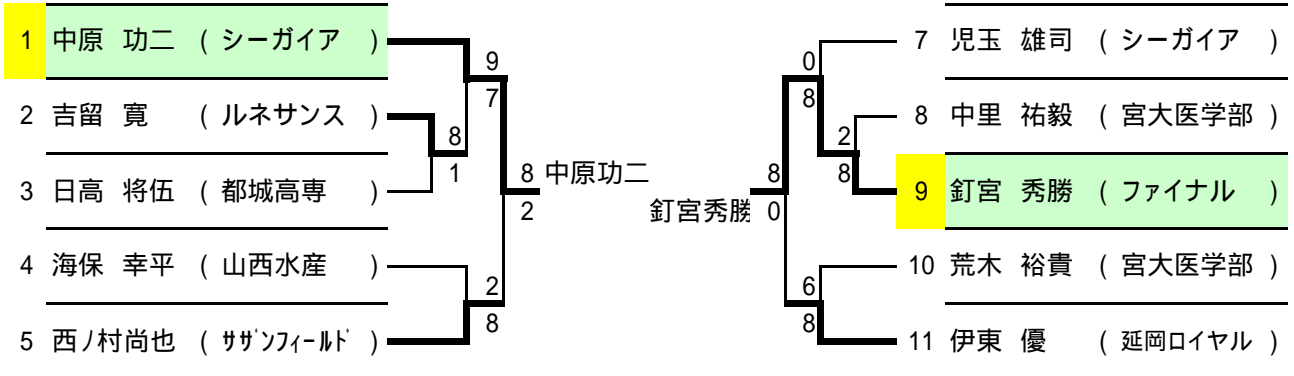 1 中原 功二 ( シーガイア )
9
7
2 吉留 寛 ( ルネサンス )
8
1
3 日高 将伍 ( 都城高専 )
8 中原功二
2
4 海保 幸平 ( 山西水産 )
2
8
5 西ノ村尚也 ( ｻｻﾞﾝﾌｨｰﾙﾄﾞ )
7 児玉 雄司 ( シーガイア )
0
8
8 中里 祐毅 ( 宮大医学部 )
2
8
9 釘宮 秀勝 ( ファイナル )
8
釘宮秀勝 0
10 荒木 裕貴 ( 宮大医学部 )
6
8
11 伊東 優 ( 延岡ロイヤル )